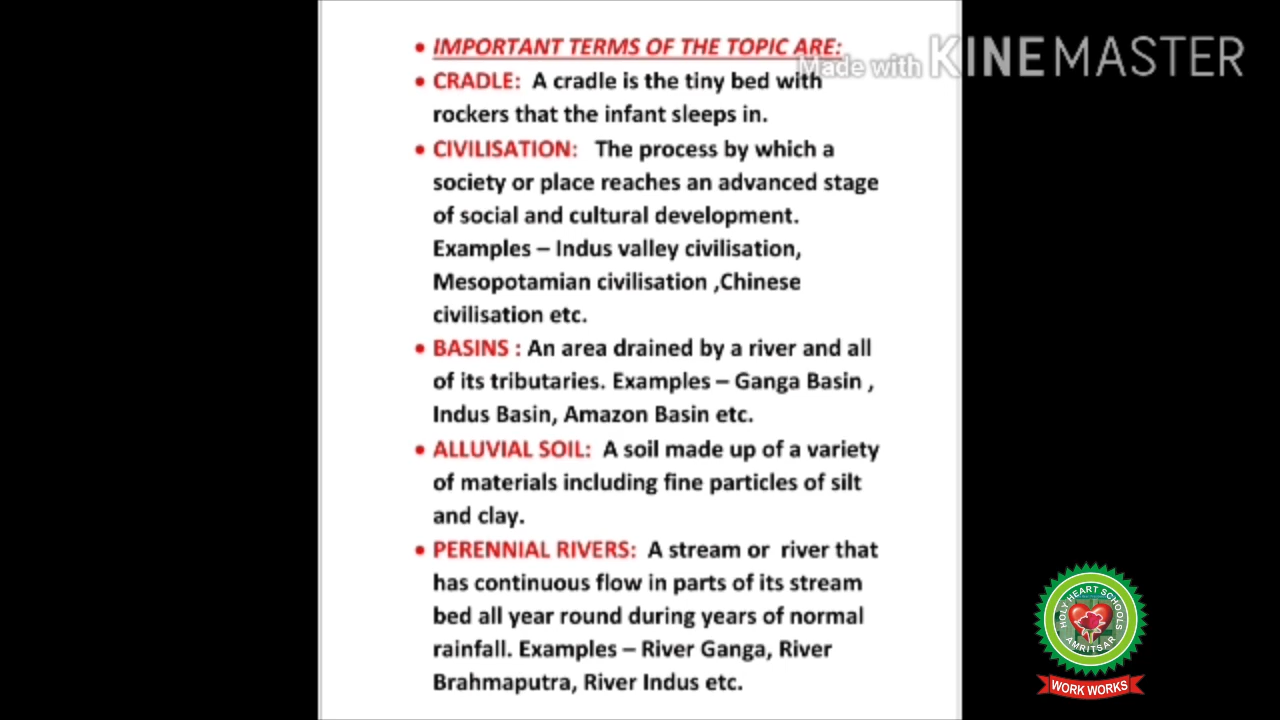 • IMPORTANT TERMS OF THE TOPIC ARE:
Made with KINEMASTER
• CRADLE: A cradle is the tiny bed with
rockers that the infant sleeps in.
• CIVILISATION: The process by which a
society or place reaches an advanced stage
of social and cultural development.
Examples – Indus valley civilisation,
Mesopotamian civilisation ,Chinese
civilisation etc.
• BASINS : An area drained by a river and all
of its tributaries. Examples – Ganga Basin ,
Indus Basin, Amazon Basin etc.
• ALLUVIAL SOIL: A soil made up of a variety
of materials including fine particles of silt
and clay.
• PERENNIAL RIVERS: A stream or river that
has continuous flow in parts of its stream
bed all year round during years of normal
rainfall. Examples – River Ganga, River
Brahmaputra, River Indus etc.
HOLY HEART SCHOOLS
AMRITSAR
WORK WORKS